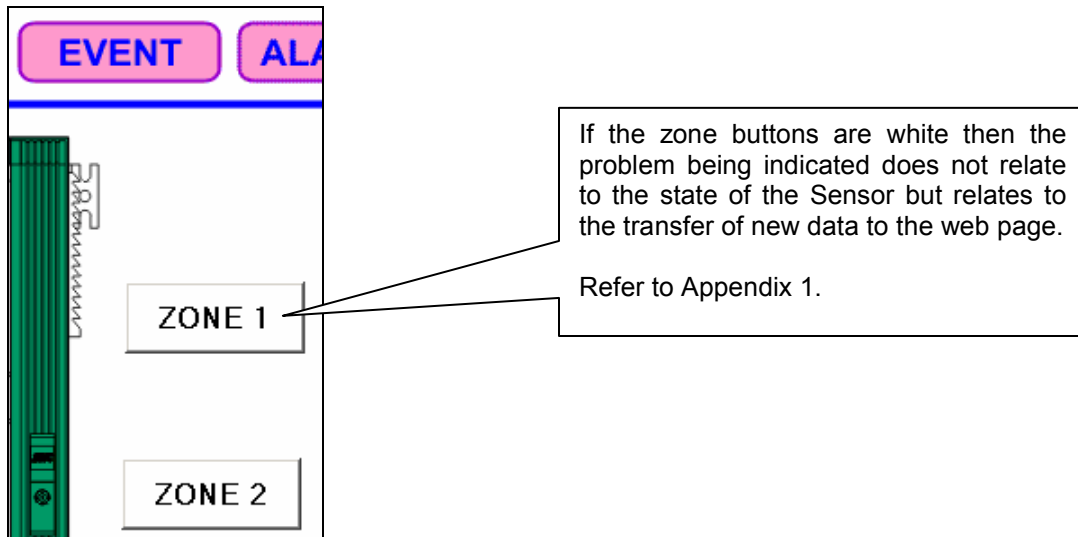 EVENT
ALA
If the zone buttons are white then the
problem being indicated does not relate
to the state of the Sensor but relates to
the transfer of new data to the web page.
Refer to Appendix 1.
ZONE 1
ZONE 2